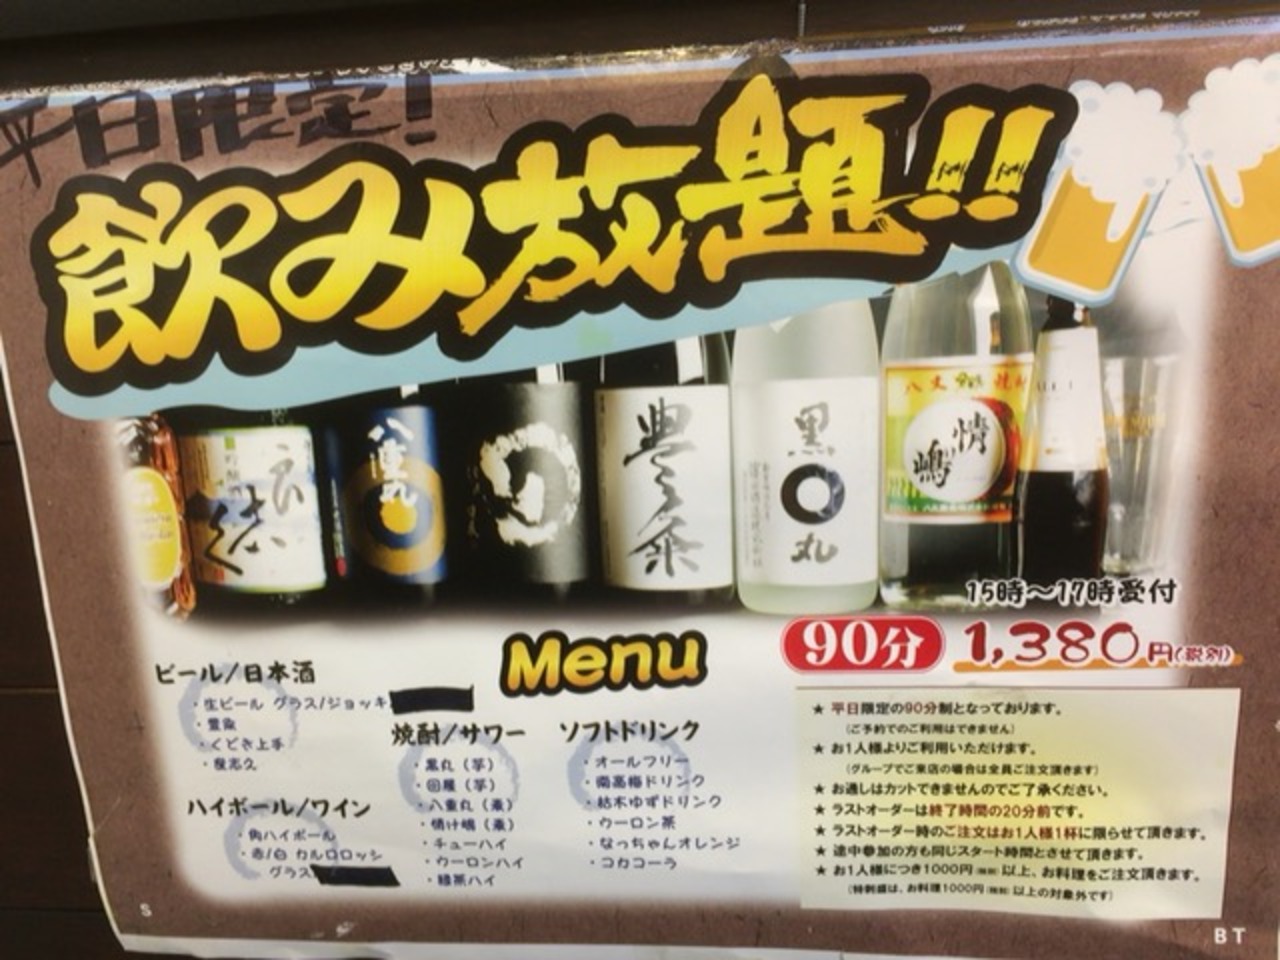 平日限定!
飲み放題!!
八重丸
黒
丸
情
嶋
15時～17時受付
90分 1,380円(税別)
Menu
ビール/日本酒
・生ビール グラス/ジョッキ
・豊粂
・くどき上手
ハイボール/ワイン
・角ハイボール
・赤/白 カルロロッシ
グラス
焼酎/サワー
・黒丸（芋）
・八重丸（麦）
・情け嶋（麦）
・チューハイ
・ウーロンハイ
・緑茶ハイ
ソフトドリンク
・オールフリー
・南高梅ドリンク
・ゆずドリンク
・ウーロン茶
・なっちゃんオレンジ
・コカコーラ
★ 平日限定の90分制となっております。
(ご予約でのご利用はできません)
★ お1人様よりご利用いただけます。
(グループでご来店の場合は全員ご注文頂きます)
★ お通しはカットできませんのでご了承ください。
★ ラストオーダーは終了時間の20分前です。
★ ラストオーダー時のご注文はお1人様1杯に限らせて頂きます。
★ 途中参加の方も同じスタート時間とさせて頂きます。
★ お1人様につき1000円(税別)以上、お料理をご注文頂きます。
(特刺盛は、お料理1000円(税別)以上の対象外です)
S
BT